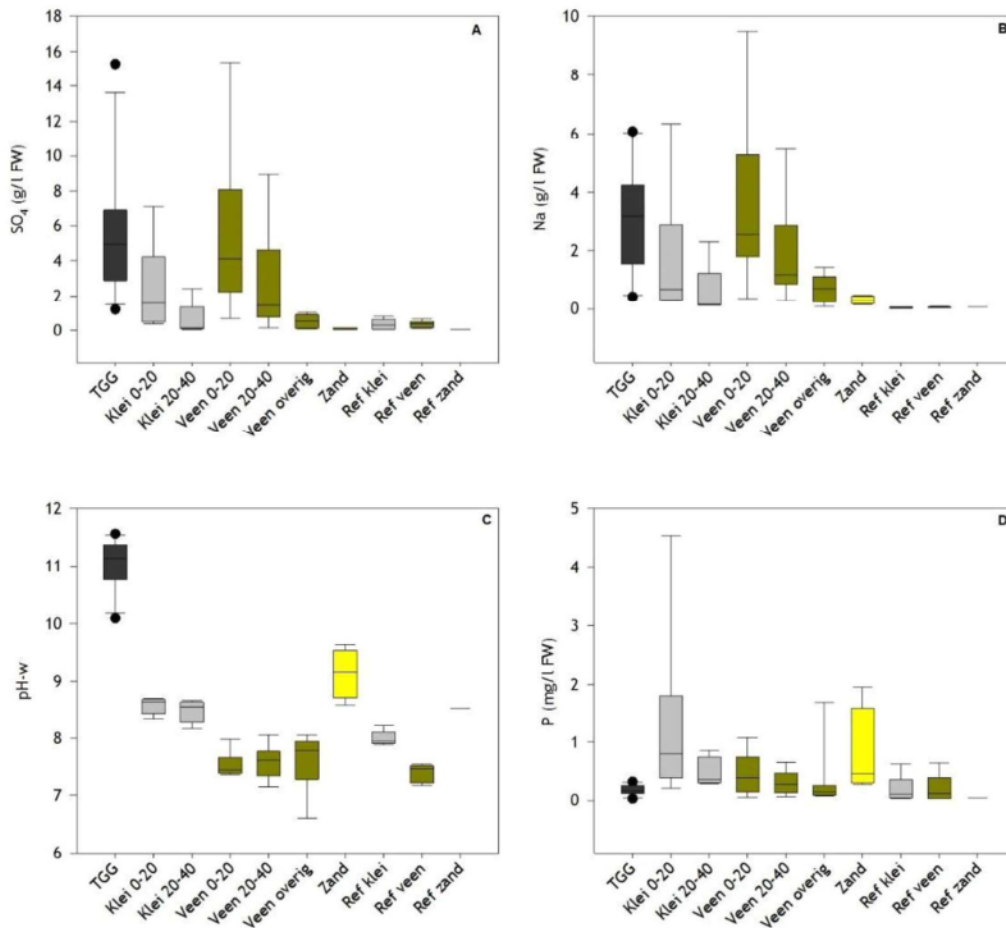 A
SO4 (g/l FW)
18
16
14
12
10
8
6
4
2
0
TGG
Klei 0-20
Klei 20-40
Veen 0-20
Veen 20-40
Veen overig
Zand
Ref klei
Ref veen
Ref zand
B
Na (g/l FW)
10
8
6
4
2
0
TGG
Klei 0-20
Klei 20-40
Veen 0-20
Veen 20-40
Veen overig
Zand
Ref klei
Ref veen
Ref zand
C
pH-w
12
11
10
9
8
7
6
TGG
Klei 0-20
Klei 20-40
Veen 0-20
Veen 20-40
Veen overig
Zand
Ref klei
Ref veen
Ref zand
D
P (mg/l FW)
5
4
3
2
1
0
TGG
Klei 0-20
Klei 20-40
Veen 0-20
Veen 20-40
Veen overig
Zand
Ref klei
Ref veen
Ref zand